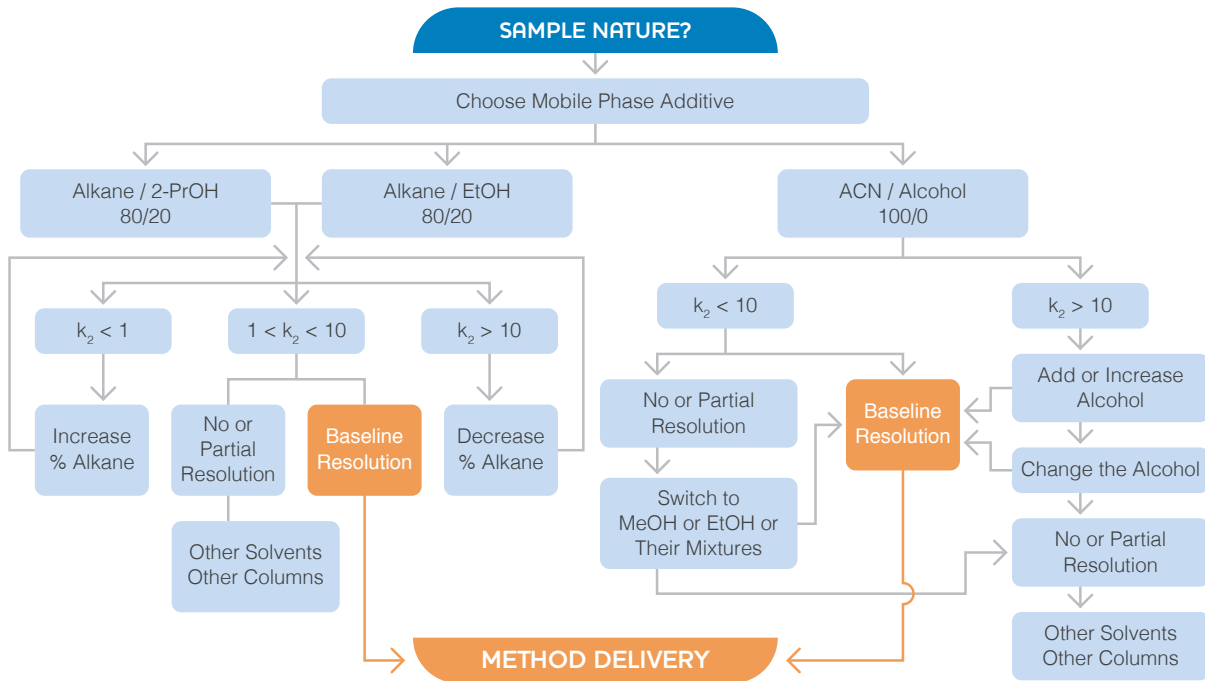 SAMPLE NATURE?
Choose Mobile Phase Additive
Alkane / 2-PrOH
80/20
Alkane / EtOH
80/20
ACN / Alcohol
100/0
k₂ < 1
1 < k₂ < 10
k₂ > 10
k₂ < 10
k₂ > 10
Increase
% Alkane
No or
Partial
Resolution
Baseline
Resolution
Decrease
% Alkane
Other Solvents
Other Columns
No or Partial
Resolution
Baseline
Resolution
Add or Increase
Alcohol
Change the Alcohol
Switch to
MeOH or EtOH or
Their Mixtures
No or Partial
Resolution
Other Solvents
Other Columns
METHOD DELIVERY